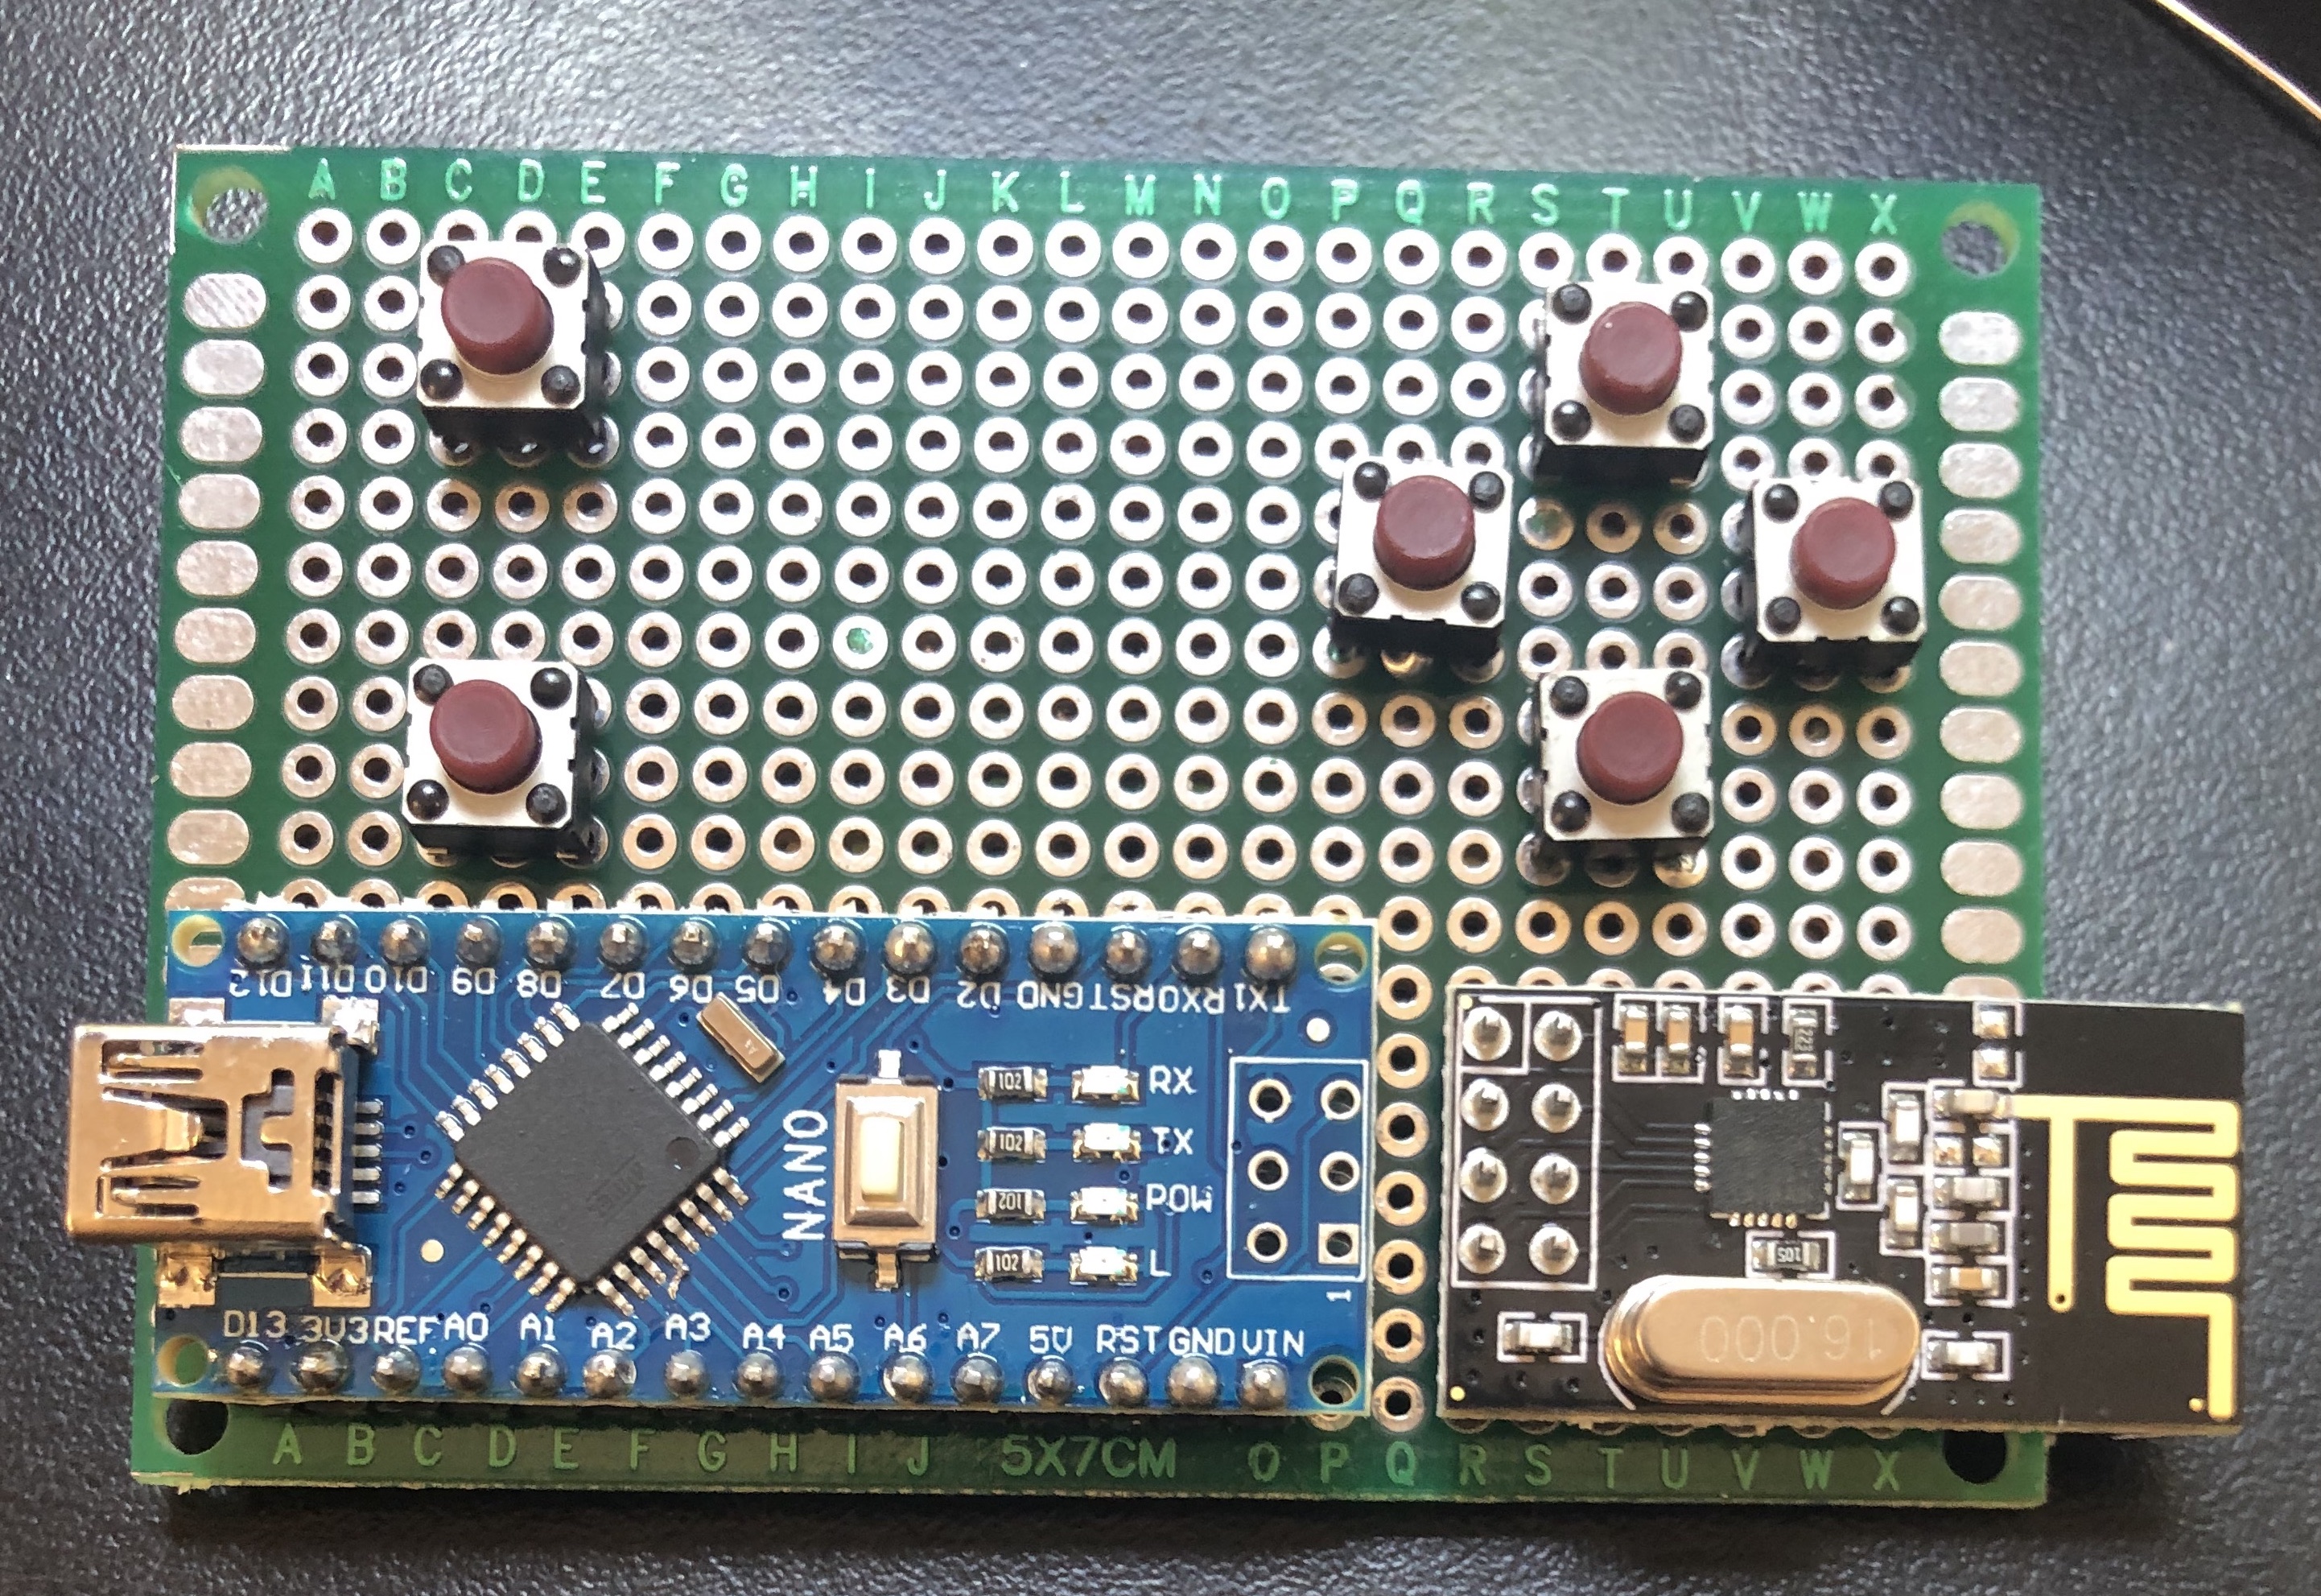 A B C D E F G H I J K L M N O P Q R S T U V W X
D12 D11 D10 D9 D8 D7 D6 D5 D4 D3 D2 GND RST RX0 TX1
NANO
102 RX
102 TX
102 POW
102 L
1
D13 3V3 REF A0 A1 A2 A3 A4 A5 A6 A7 5V RST GND VIN
105
16.000
A B C D E F G H I J 5X7CM O P Q R S T U V W X